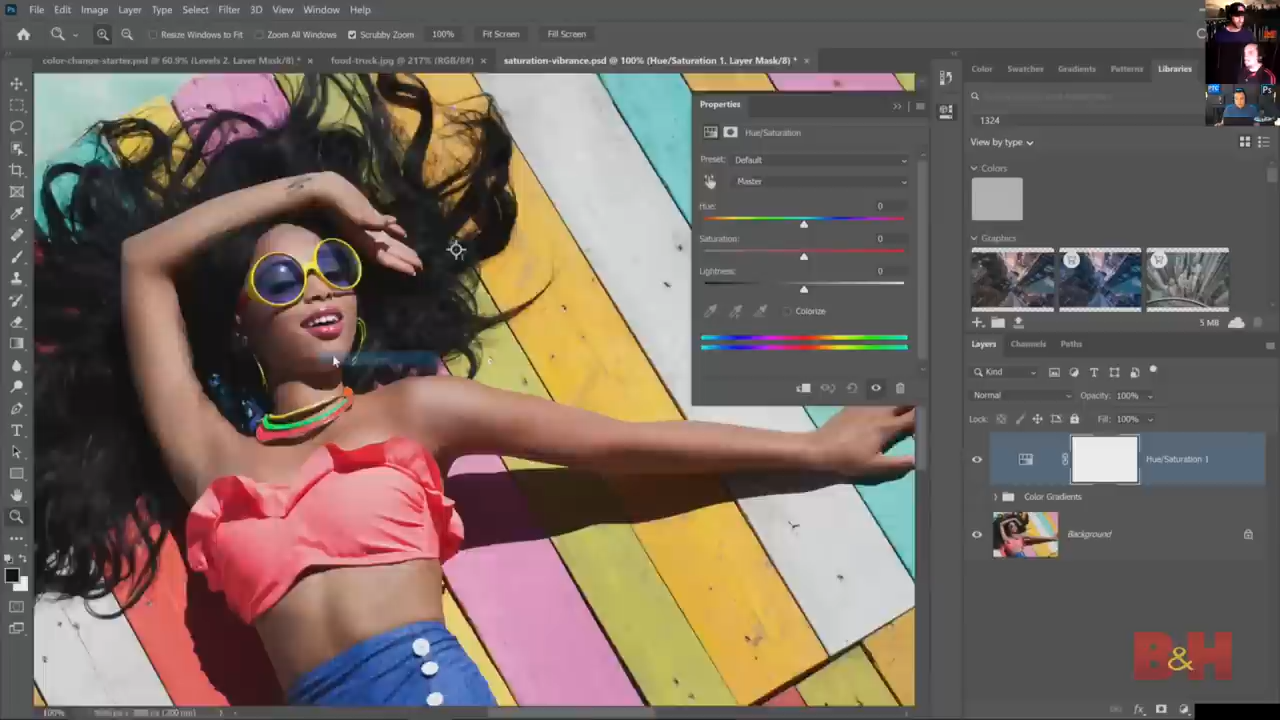 Ps File Edit Image Layer Type Select Filter 3D View Window Help
Resize Windows to Fit Zoom All Windows Scrubby Zoom 100% Fit Screen Fill Screen
color-change-starter.psd @ 60.9% (Levels 2, Layer Mask/8) * × food-truck.jpg @ 217% (RGB/8#) × saturation-vibrance.psd @ 100% (Hue/Saturation 1, Layer Mask/8) * ×
Color Swatches Gradients Patterns Libraries
Properties
Hue/Saturation
Preset: Default
Master
Hue: 0
Saturation: 0
Lightness: 0
Colorize
1324
View by type
Colors
Graphics
5 MB
Layers Channels Paths
Kind
Normal Opacity: 100%
Lock: Fill: 100%
Hue/Saturation 1
Color Gradients
Background
B&H
100%